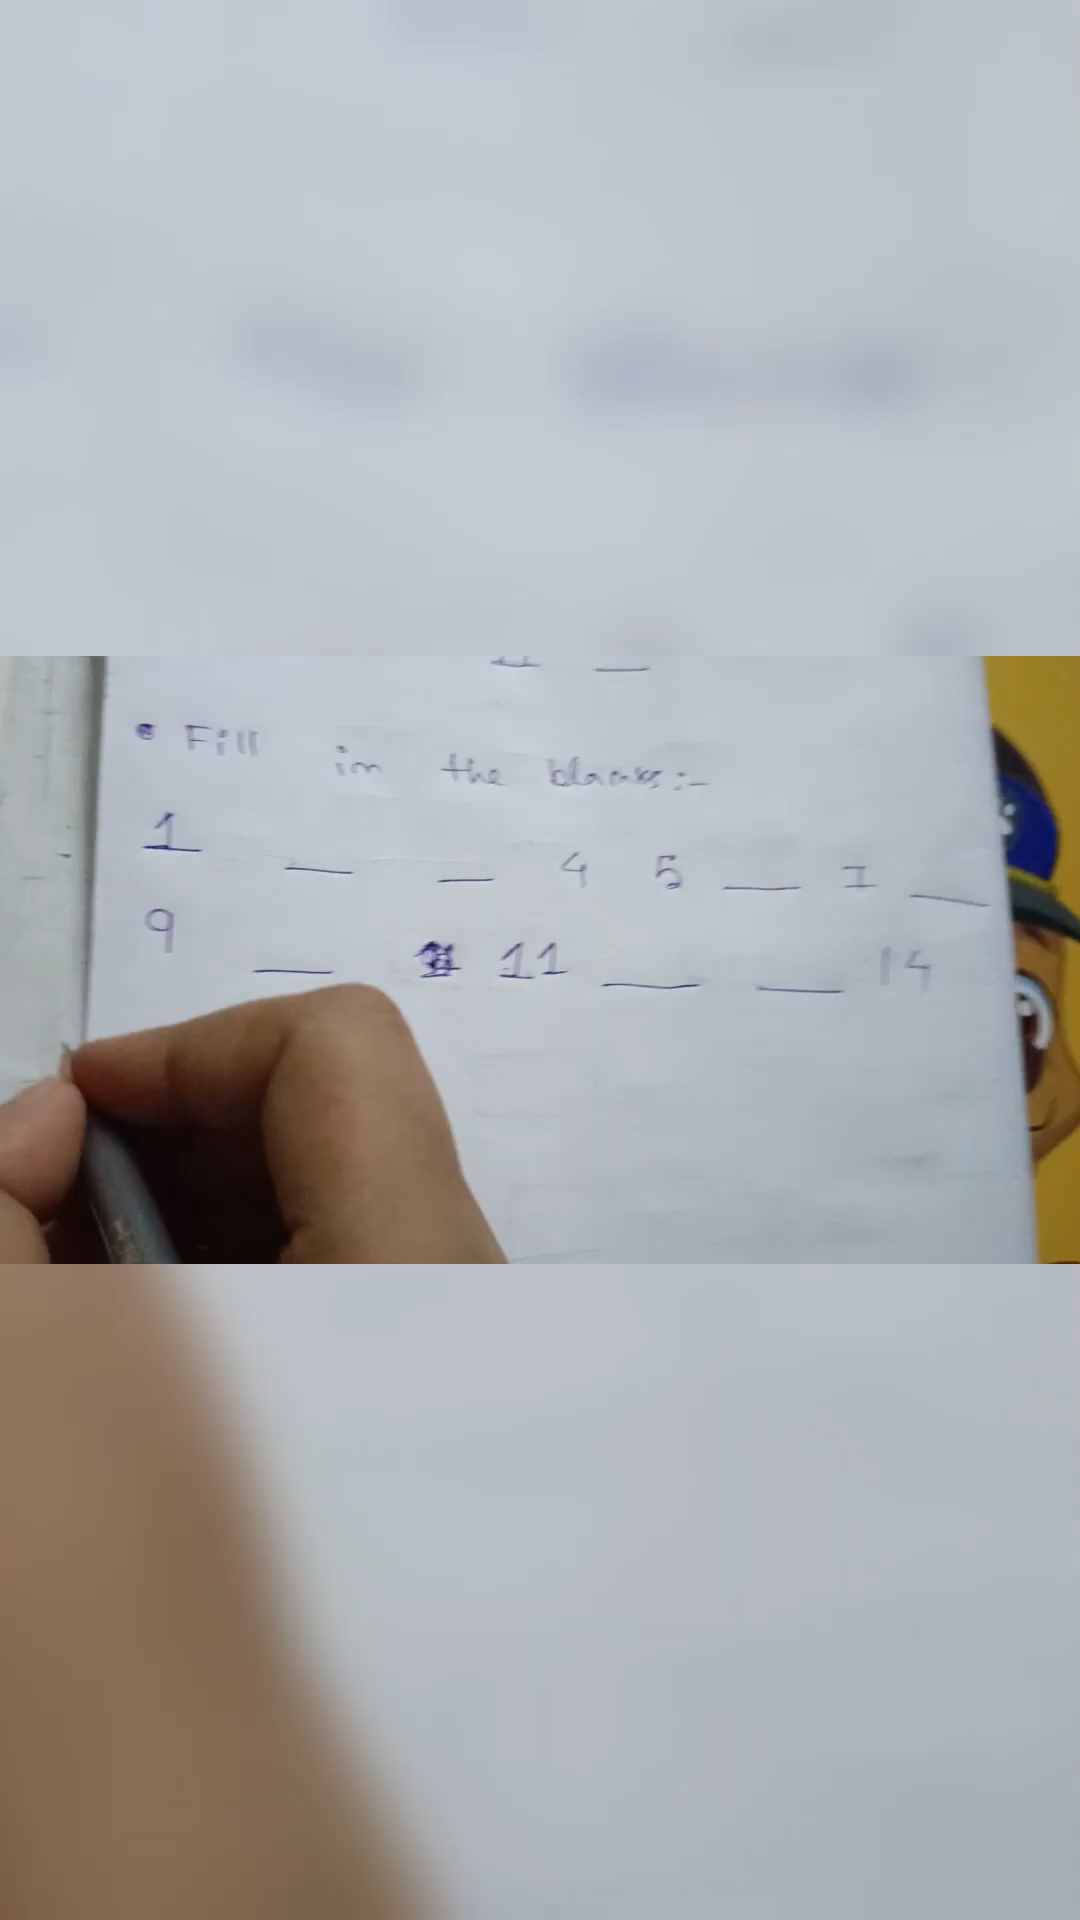 • Fill in the blanks:-
1 __ __ 4 5 __ 7 __
9 __ 11 __ __ 14